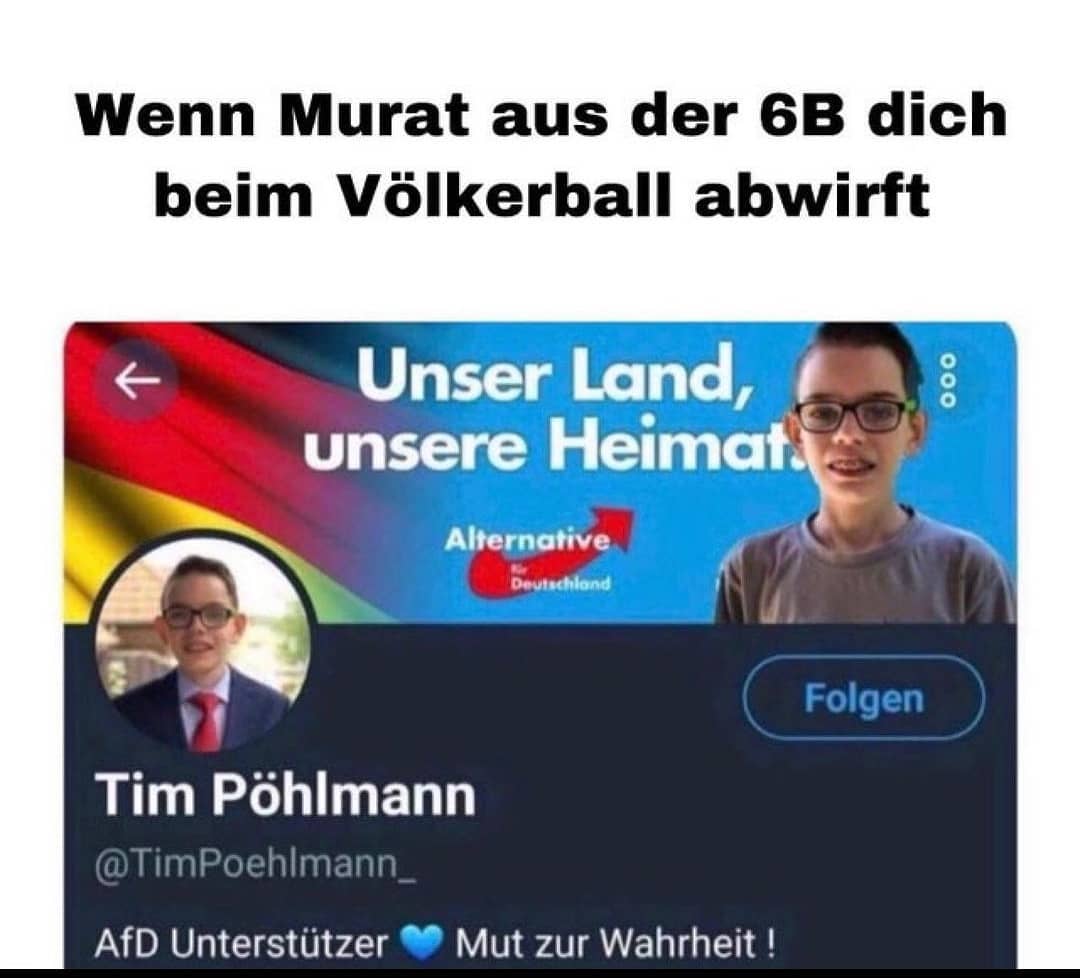 Wenn Murat aus der 6B dich
beim Völkerball abwirft
Unser Land,
unsere Heimat.
Alternative
für
Deutschland
Folgen
Tim Pöhlmann
@TimPoehlmann_
AfD Unterstützer 💙 Mut zur Wahrheit !